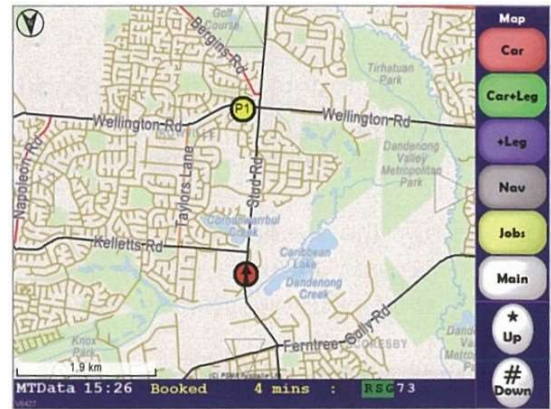 Map
Car
Car+Leg
+Leg
Nav
Jobs
Main
*
Up
#
Down
Golf
Course
Bergins Rd
Tirhatuan
Park
P1
Wellington Rd
Wellington Rd
Dandenong
Valley
Metropolitan
Park
Napoleon Rd
Taylors Lane
Stud Rd
Corhanwarrabul
Creek
Kelletts Rd
Caribbean
Lake
Dandenong
Creek
Knox
Park
Ferntree Gully Rd
1.9 km
MTData 15:26 Booked 4 mins : RSG73
V6427